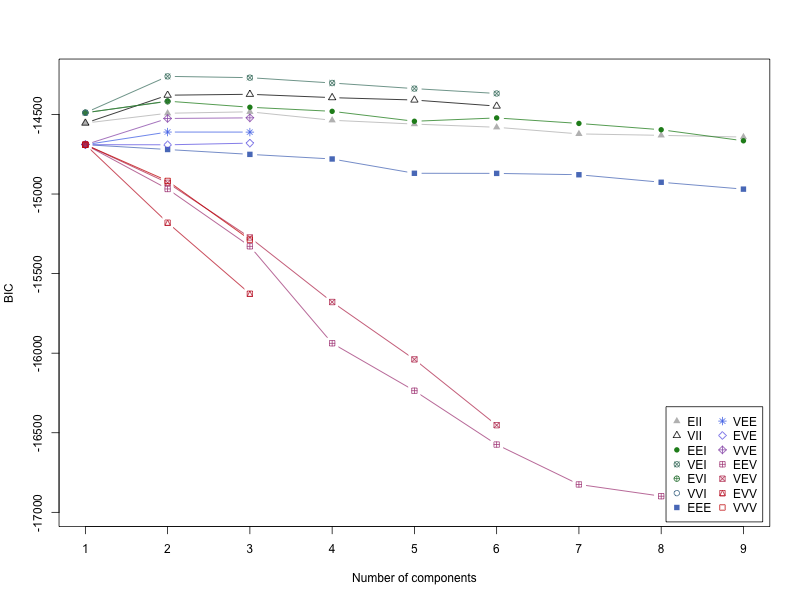 BIC
-14500
-15000
-15500
-16000
-16500
-17000
1 2 3 4 5 6 7 8 9
Number of components
EII VEE
VII EVE
EEI VVE
VEI EEV
EVI VEV
VVI EVV
EEE VVV